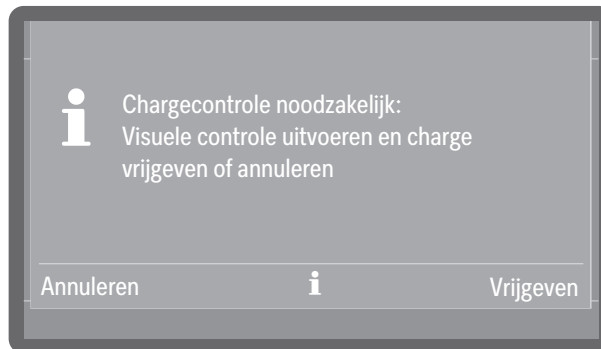 Chargecontrole noodzakelijk:
Visuele controle uitvoeren en charge
vrijgeven of annuleren
Annuleren
Vrijgeven